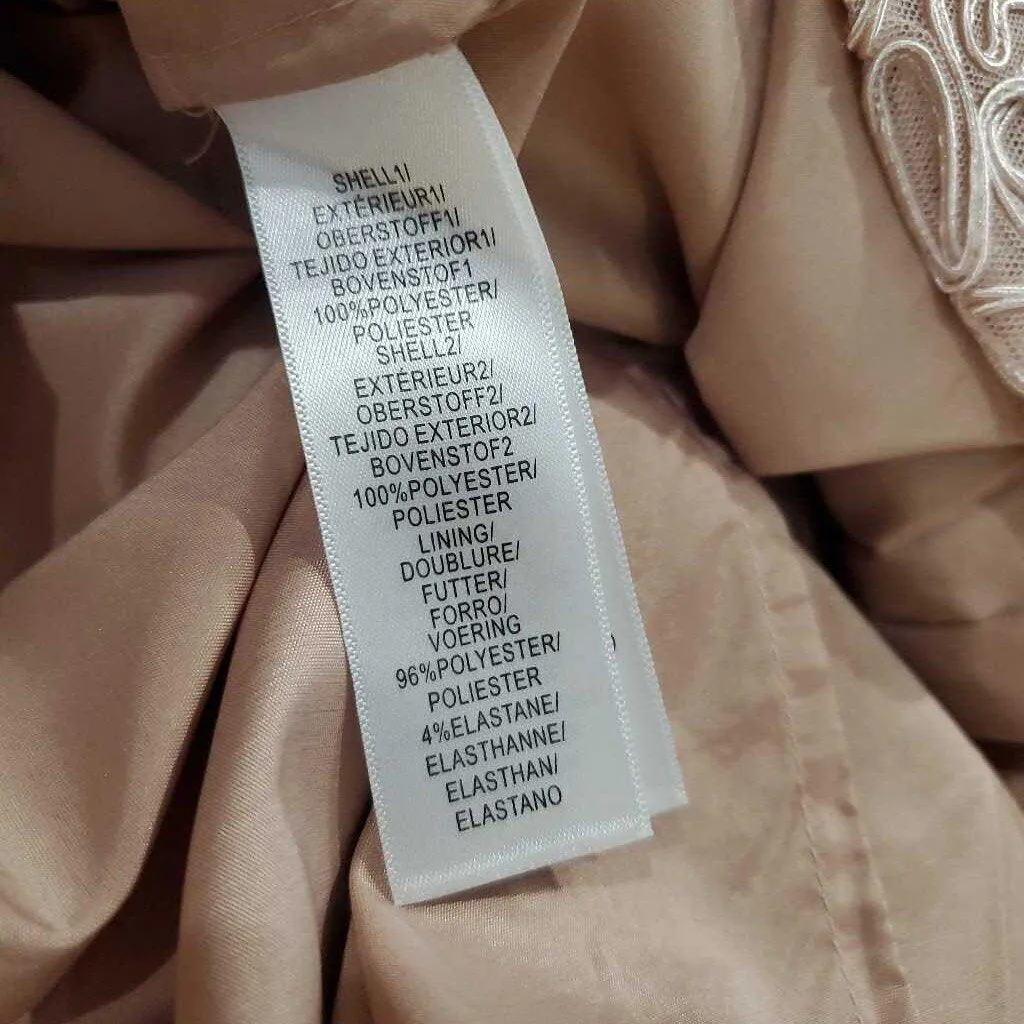 SHELL1/
EXTÉRIEUR1/
OBERSTOFF1/
TEJIDO EXTERIOR1/
BOVENSTOF1
100%POLYESTER/
POLIESTER
SHELL2/
EXTÉRIEUR2/
OBERSTOFF2/
TEJIDO EXTERIOR2/
BOVENSTOF2
100%POLYESTER/
POLIESTER
LINING/
DOUBLURE/
FUTTER/
FORRO/
VOERING
96%POLYESTER/
POLIESTER
4%ELASTANE/
ELASTHANNE/
ELASTHAN/
ELASTANO